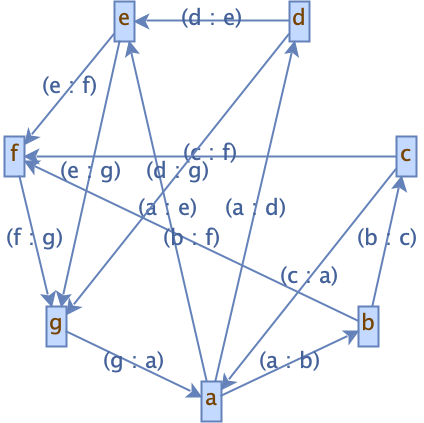 e
(d : e)
d
(e : f)
f
(c : f)
c
(e : g)
(d : g)
(a : e)
(a : d)
(f : g)
(b : f)
(b : c)
(c : a)
g
b
(g : a)
(a : b)
a